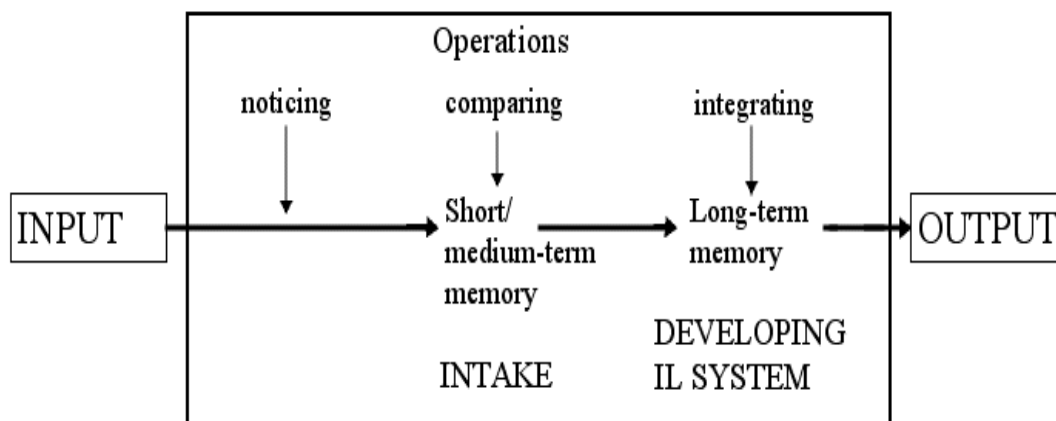 Operations
noticing
comparing
integrating
INPUT
Short/
medium-term
memory
Long-term
memory
OUTPUT
INTAKE
DEVELOPING
IL SYSTEM